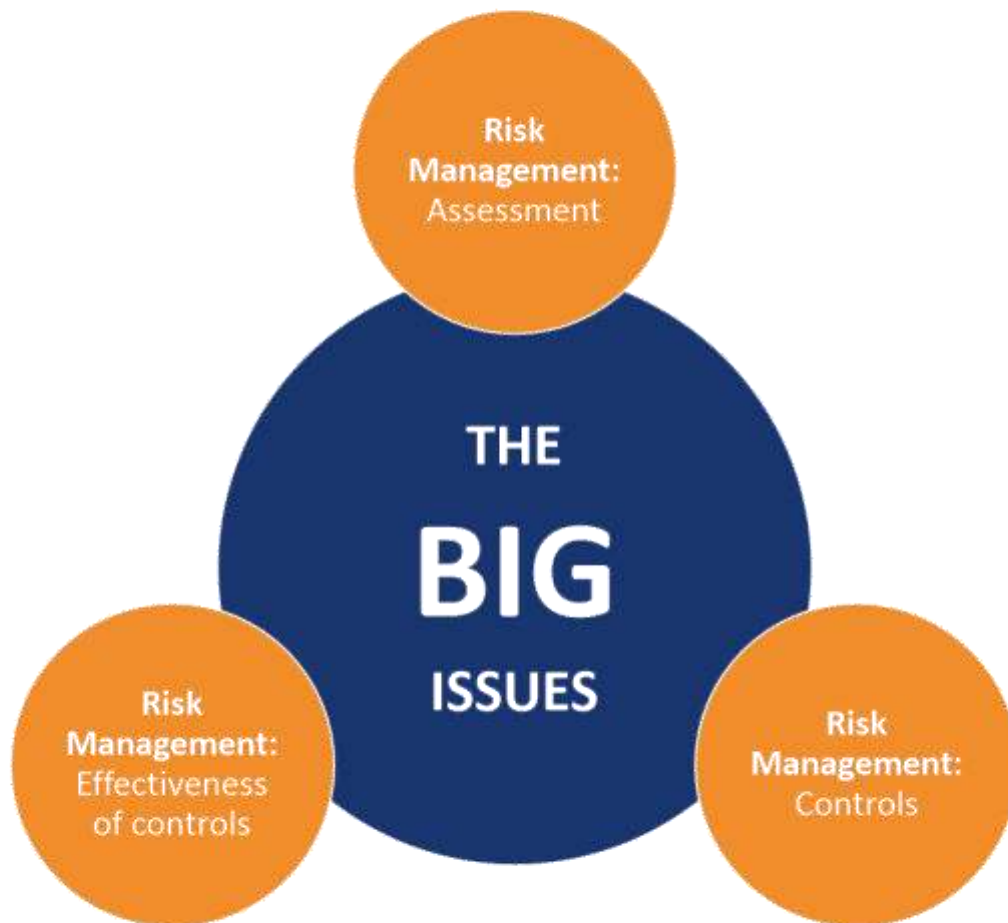 Risk
Management:
Assessment
THE
BIG
ISSUES
Risk
Management:
Effectiveness
of controls
Risk
Management:
Controls